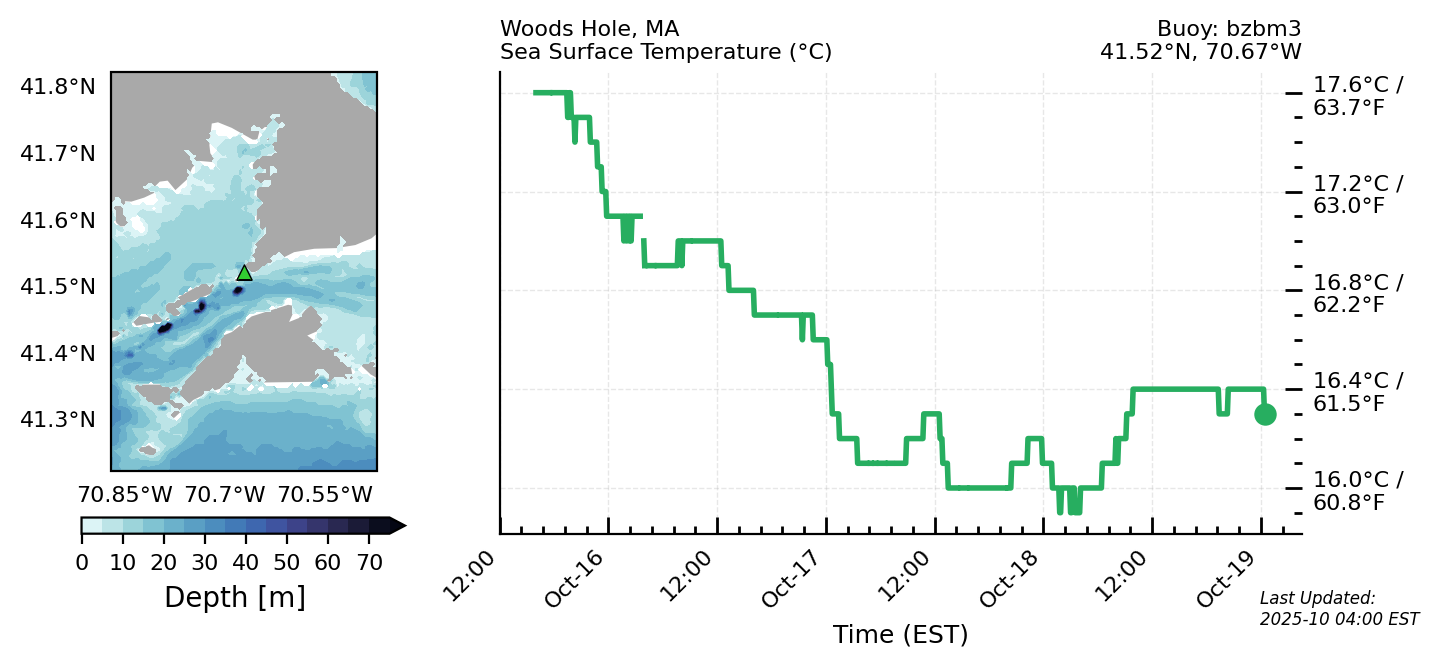 Woods Hole, MA
Sea Surface Temperature (°C)
Buoy: bzbm3
41.52°N, 70.67°W
41.8°N
41.7°N
41.6°N
41.5°N
41.4°N
41.3°N
70.85°W 70.7°W 70.55°W
0 10 20 30 40 50 60 70
Depth [m]
17.6°C /
63.7°F
17.2°C /
63.0°F
16.8°C /
62.2°F
16.4°C /
61.5°F
16.0°C /
60.8°F
12:00 Oct-16 12:00 Oct-17 12:00 Oct-18 12:00 Oct-19
Time (EST)
Last Updated:
2025-10 04:00 EST